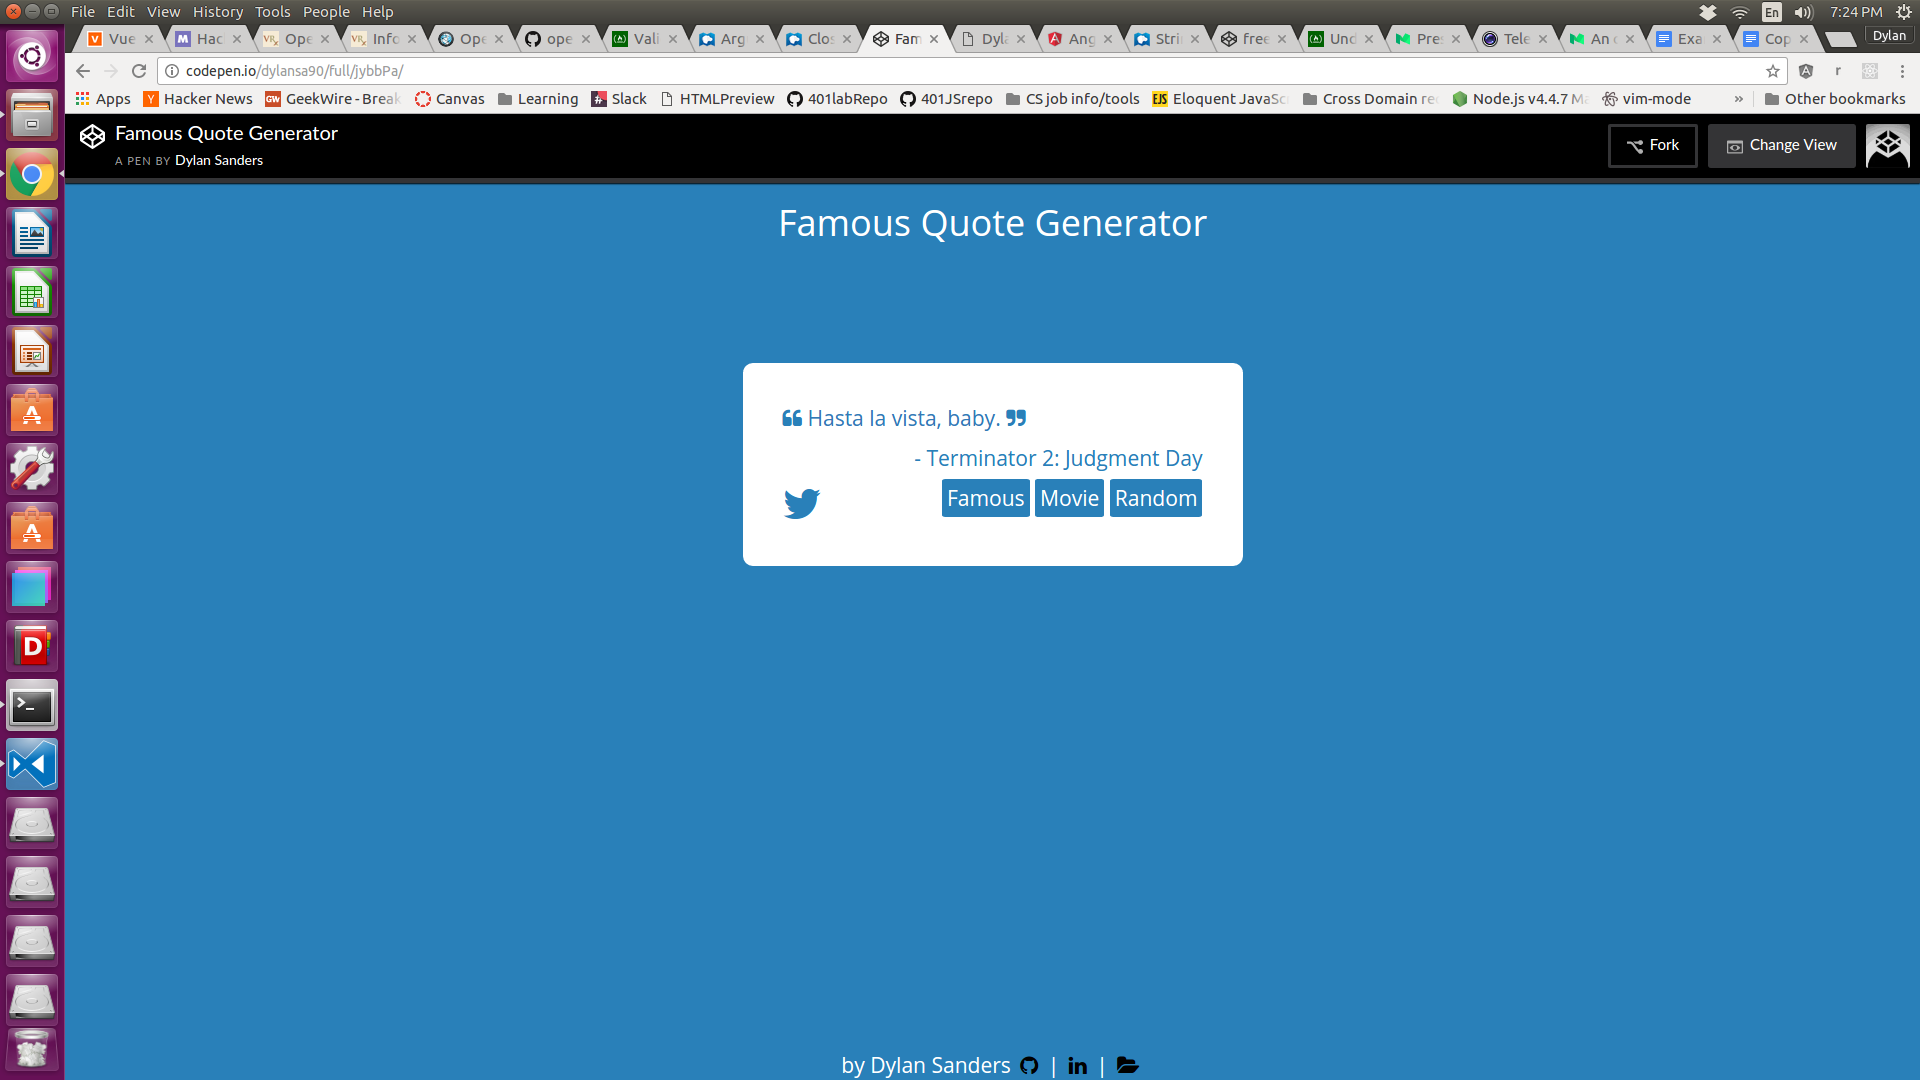 File Edit View History Tools People Help
En 7:24 PM
Vue Hac Ope Info Ope ope Vali Arg Clos Fam Dyla Ang Strin free Und Pres Tele An Exa Cop Dylan
codepen.io/dylansa90/full/jybbPa/
Apps Hacker News GeekWire - Break Canvas Learning Slack HTMLPreview 401labRepo 401JSrepo CS job info/tools Eloquent JavaSc Cross Domain re Node.js v4.4.7 Ma vim-mode » Other bookmarks
Famous Quote Generator
A PEN BY Dylan Sanders
Fork
Change View
Famous Quote Generator
“ Hasta la vista, baby. ”
- Terminator 2: Judgment Day
Famous Movie Random
by Dylan Sanders | in |